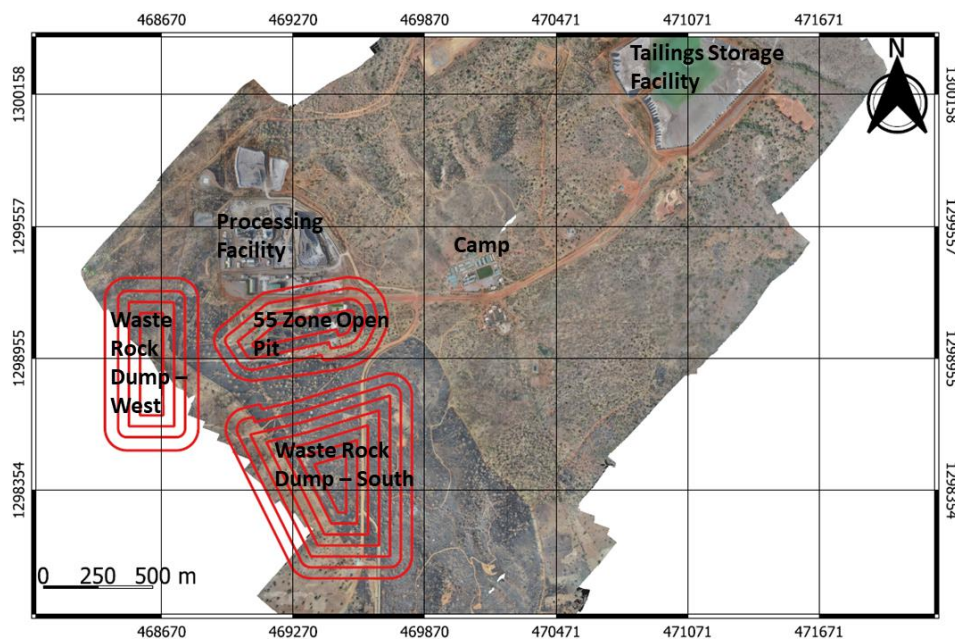 468670 469270 469870 470471 471071 471671
Tailings Storage
Facility
N
1300158
1300158
Processing
Facility
Camp
1299557
1299557
Waste
Rock
Dump –
West
55 Zone Open
Pit
1298955
1298955
Waste Rock
Dump – South
1298354
1298354
0 250 500 m
468670 469270 469870 470471 471071 471671